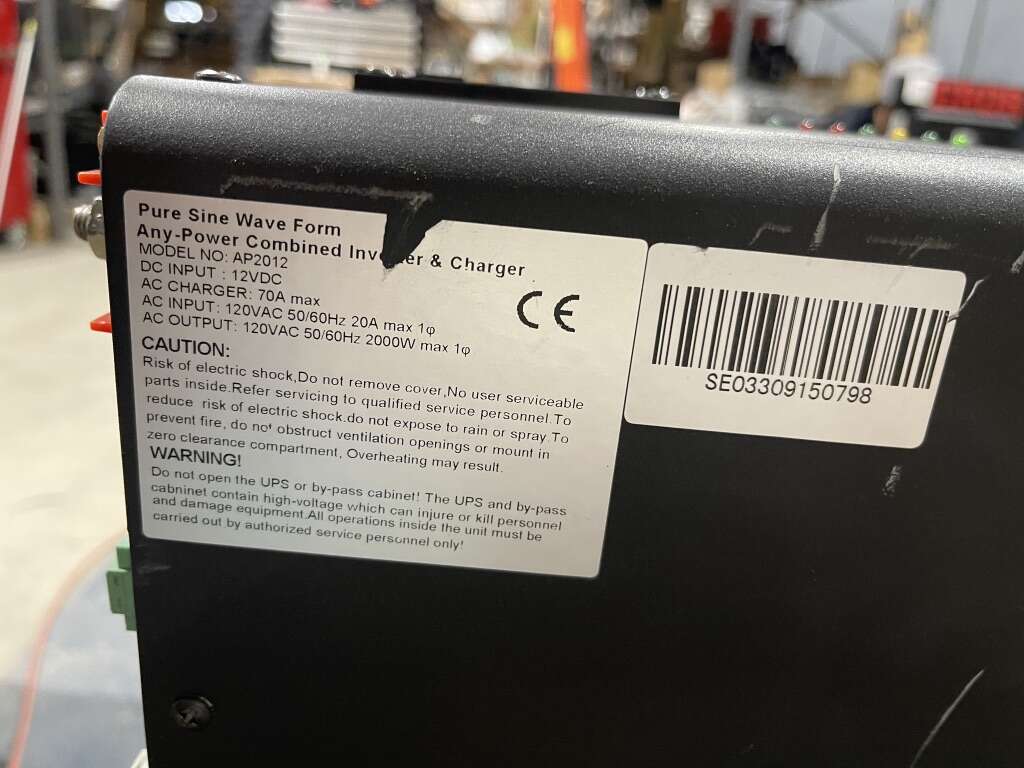 Pure Sine Wave Form
Any-Power Combined & Charger
MODEL NO: AP2012
DC INPUT : 12VDC
AC CHARGER: 70A max
AC INPUT: 120VAC 50/60Hz 20A max 1φ
AC OUTPUT: 120VAC 50/60Hz 2000W max 1φ
CE
CAUTION:
Risk of electric shock,Do not remove cover,No user serviceable
parts inside.Refer servicing to qualified service personnel.To
reduce risk of electric shock.do not expose to rain or spray.To
prevent fire, do not obstruct ventilation openings or mount in
zero clearance compartment, Overheating may result.
WARNING!
Do not open the UPS or by-pass cabinet! The UPS and by-pass
cabninet contain high-voltage which can injure or kill personnel
and damage equipment.All operations inside the unit must be
carried out by authorized service personnel only!
SE03309150798